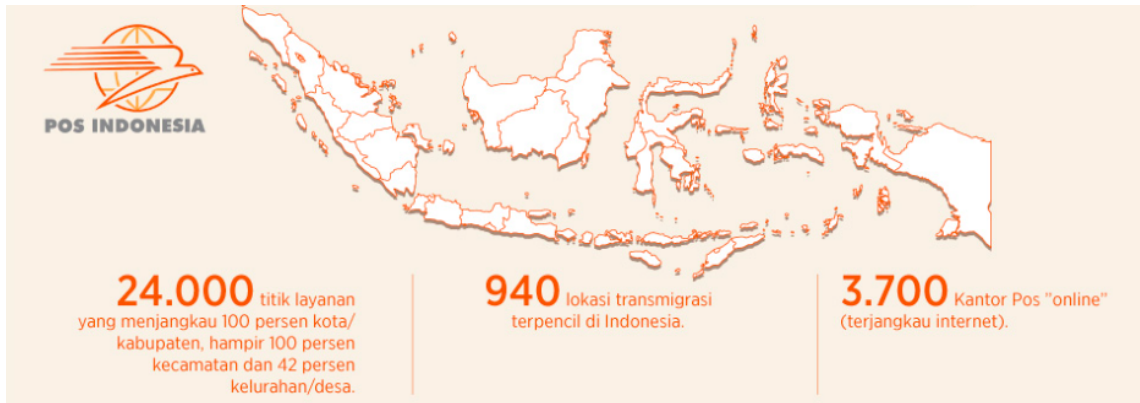 POS INDONESIA
24.000 titik layanan
yang menjangkau 100 persen kota/
kabupaten, hampir 100 persen
kecamatan dan 42 persen
kelurahan/desa.
940 lokasi transmigrasi
terpencil di Indonesia.
3.700 Kantor Pos "online"
(terjangkau internet).